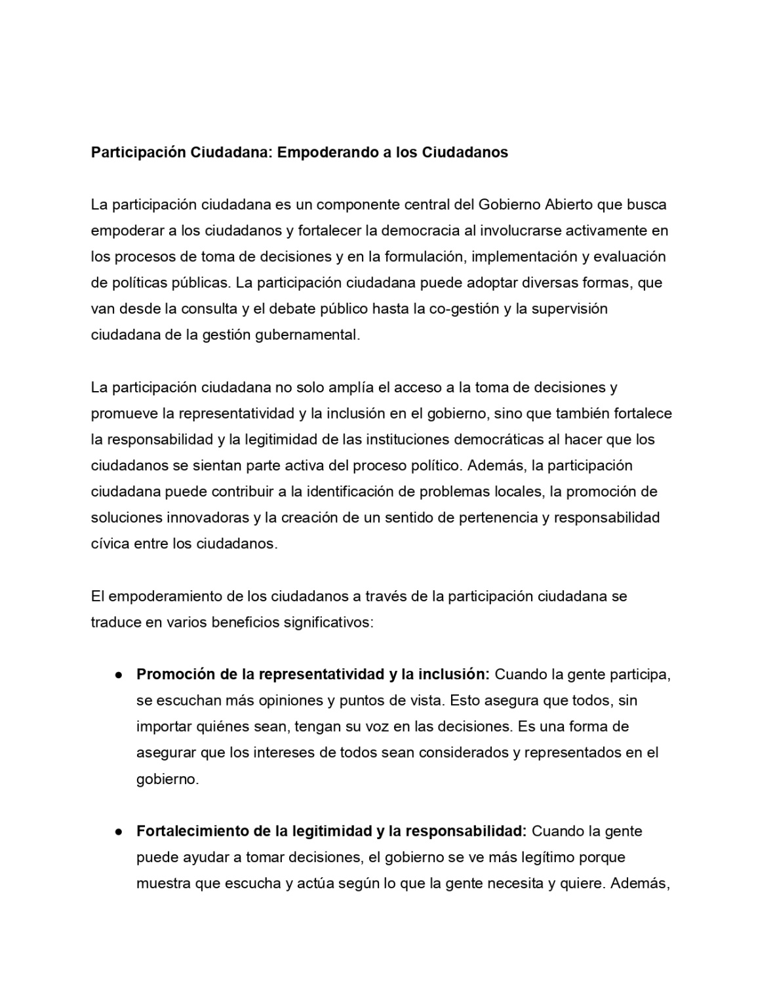 Participación Ciudadana: Empoderando a los Ciudadanos
La participación ciudadana es un componente central del Gobierno Abierto que busca
empoderar a los ciudadanos y fortalecer la democracia al involucrarse activamente en
los procesos de toma de decisiones y en la formulación, implementación y evaluación
de políticas públicas. La participación ciudadana puede adoptar diversas formas, que
van desde la consulta y el debate público hasta la co-gestión y la supervisión
ciudadana de la gestión gubernamental.
La participación ciudadana no solo amplía el acceso a la toma de decisiones y
promueve la representatividad y la inclusión en el gobierno, sino que también fortalece
la responsabilidad y la legitimidad de las instituciones democráticas al hacer que los
ciudadanos se sientan parte activa del proceso político. Además, la participación
ciudadana puede contribuir a la identificación de problemas locales, la promoción de
soluciones innovadoras y la creación de un sentido de pertenencia y responsabilidad
cívica entre los ciudadanos.
El empoderamiento de los ciudadanos a través de la participación ciudadana se
traduce en varios beneficios significativos:
● Promoción de la representatividad y la inclusión: Cuando la gente participa,
se escuchan más opiniones y puntos de vista. Esto asegura que todos, sin
importar quiénes sean, tengan su voz en las decisiones. Es una forma de
asegurar que los intereses de todos sean considerados y representados en el
gobierno.
● Fortalecimiento de la legitimidad y la responsabilidad: Cuando la gente
puede ayudar a tomar decisiones, el gobierno se ve más legítimo porque
muestra que escucha y actúa según lo que la gente necesita y quiere. Además,